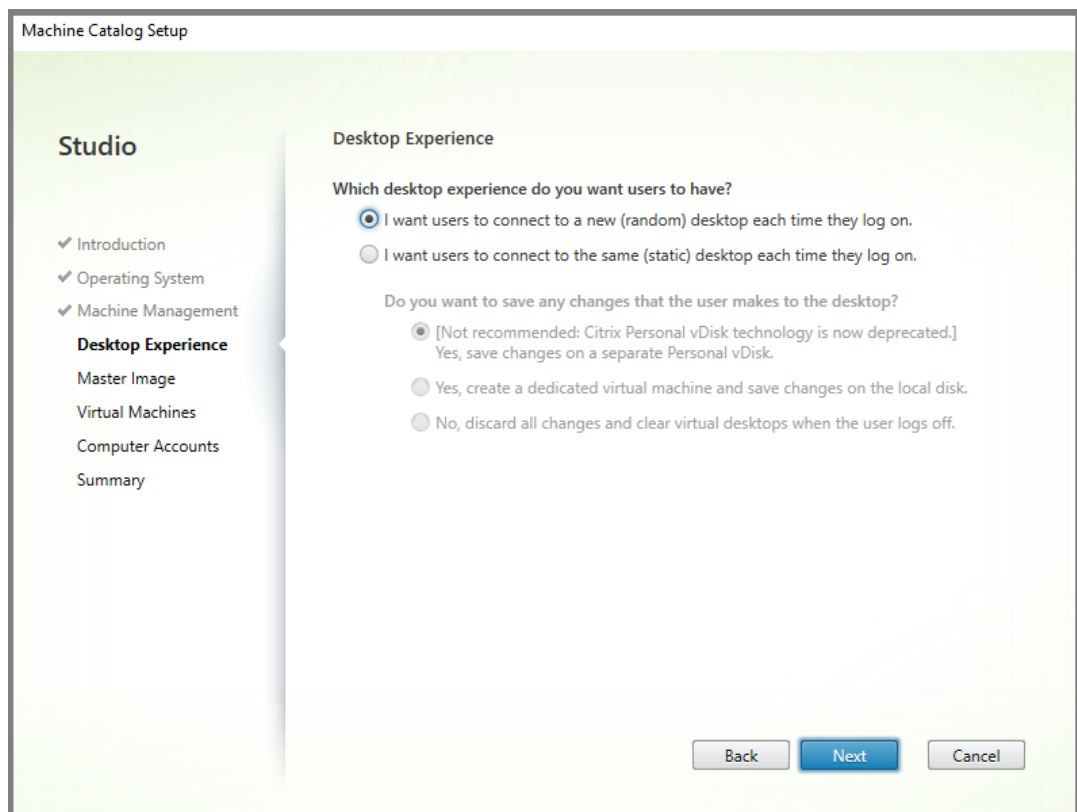 Machine Catalog Setup
Studio
Introduction
Operating System
Machine Management
Desktop Experience
Master Image
Virtual Machines
Computer Accounts
Summary
Desktop Experience
Which desktop experience do you want users to have?
I want users to connect to a new (random) desktop each time they log on.
I want users to connect to the same (static) desktop each time they log on.
Do you want to save any changes that the user makes to the desktop?
[Not recommended: Citrix Personal vDisk technology is now deprecated.]
Yes, save changes on a separate Personal vDisk.
Yes, create a dedicated virtual machine and save changes on the local disk.
No, discard all changes and clear virtual desktops when the user logs off.
Back
Next
Cancel